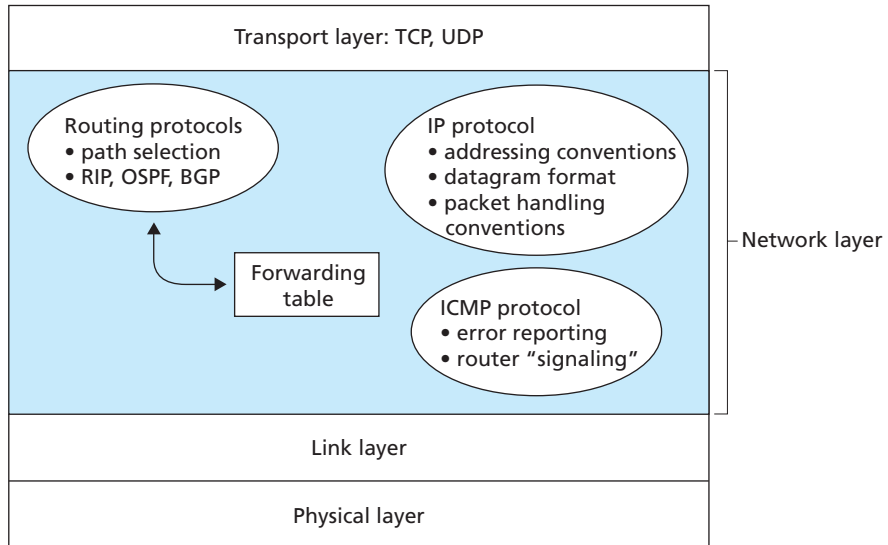 Transport layer: TCP, UDP
Routing protocols
• path selection
• RIP, OSPF, BGP
IP protocol
• addressing conventions
• datagram format
• packet handling
conventions
Network layer
Forwarding
table
ICMP protocol
• error reporting
• router “signaling”
Link layer
Physical layer